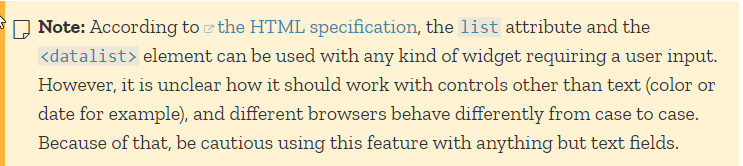 Note: According to the HTML specification, the list attribute and the
<datalist> element can be used with any kind of widget requiring a user input.
However, it is unclear how it should work with controls other than text (color or
date for example), and different browsers behave differently from case to case.
Because of that, be cautious using this feature with anything but text fields.